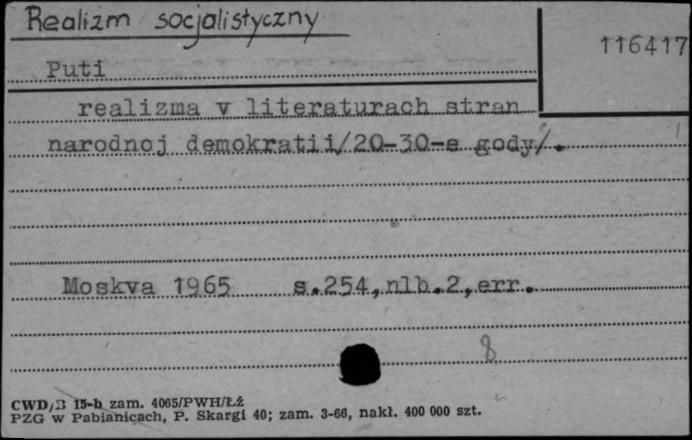 Realizm socjalistyczny
116417
Puti
realizma v literaturach stran
narodnoj demokratii/20-30-e gody/.
Moskva 1965 s.254,nlb.2,err.
8
CWD/B 15-b zam. 4065/PWH/Łź
PZG w Pabianicach, P. Skargi 40; zam. 3-66, nakł. 400 000 szt.